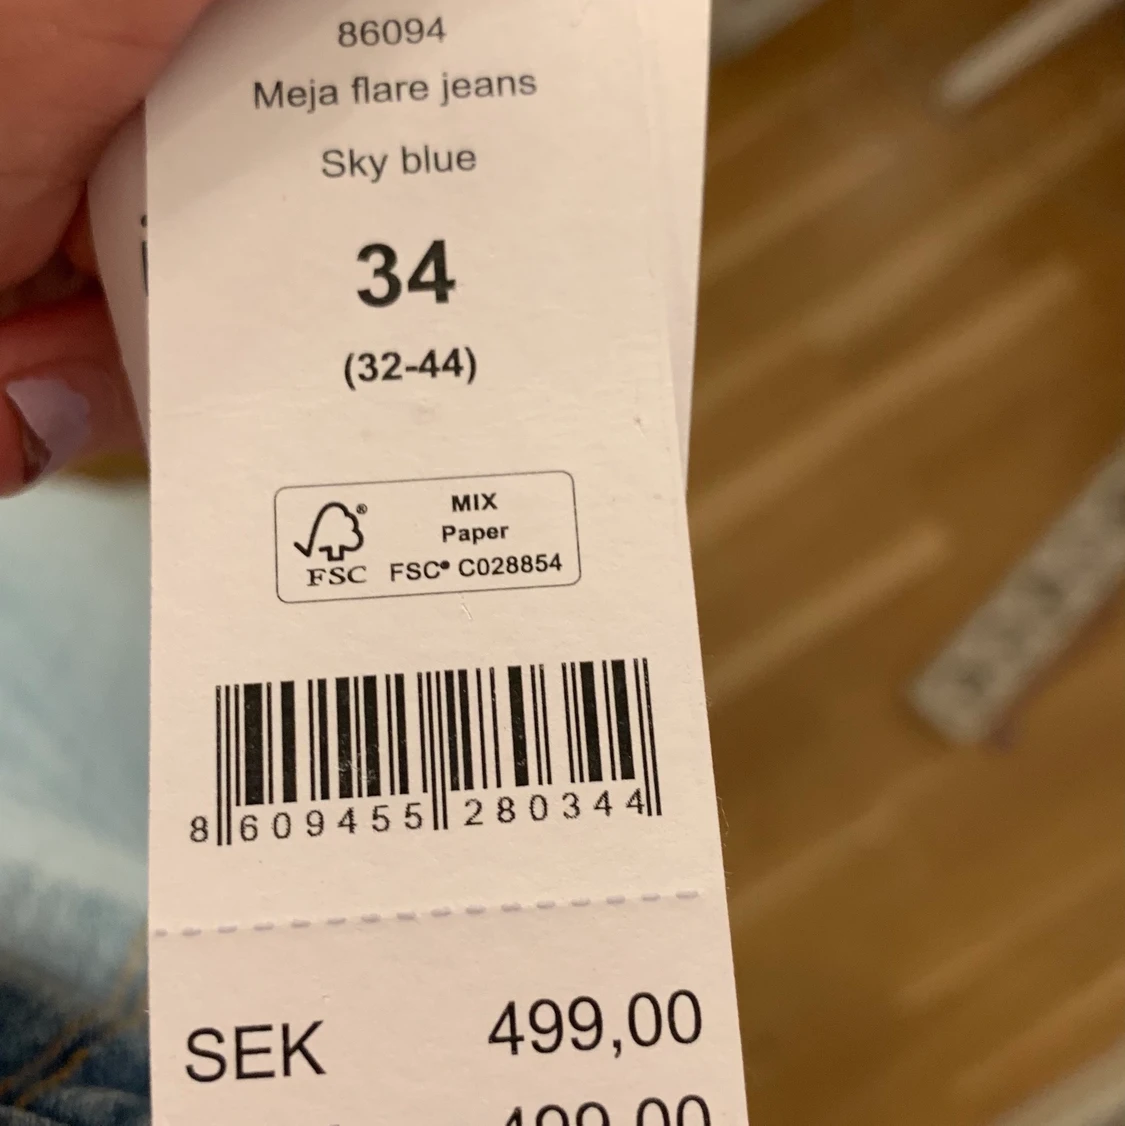 86094
Meja flare jeans
Sky blue
34
(32-44)
MIX
Paper
FSC® C028854
FSC
8 609455 280344
SEK 499,00